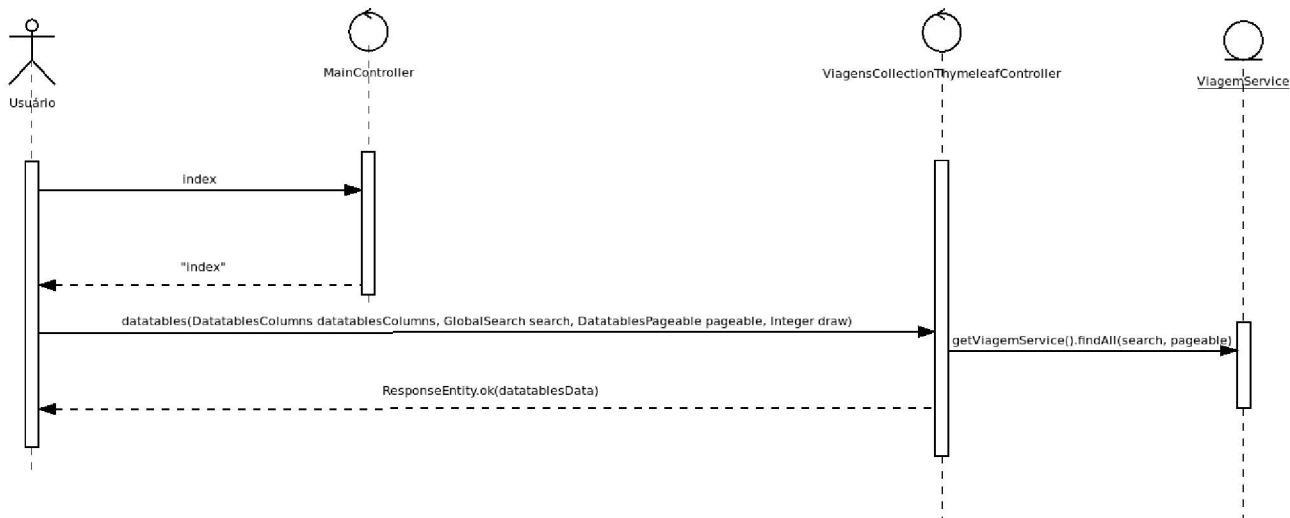 Usuário
MainController
ViagensCollectionThymeleafController
ViagemService
index
"index"
datatables(DatatablesColumns datatablesColumns, GlobalSearch search, DatatablesPageable pageable, Integer draw)
getViagemService().findAll(search, pageable)
ResponseEntity.ok(datatablesData)